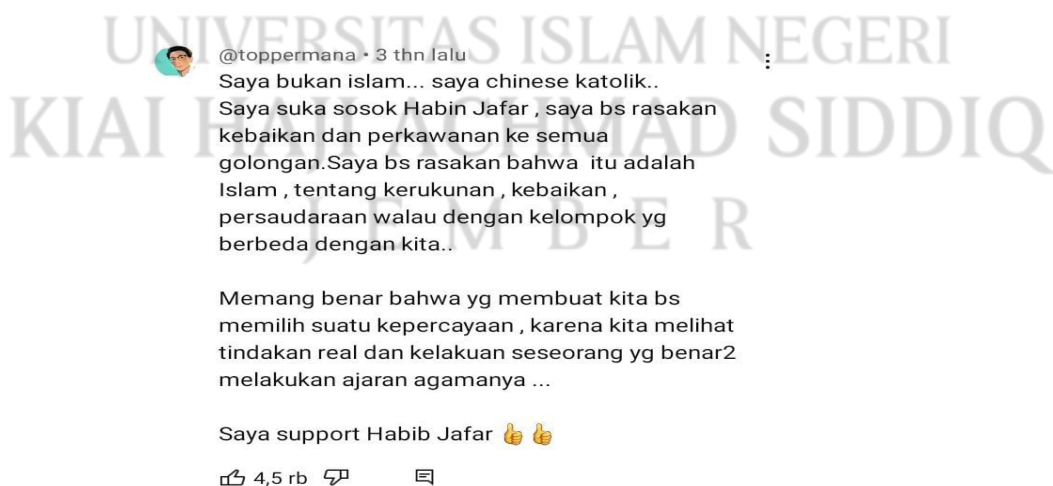 UNIVERSITAS ISLAM NEGERI
@toppermana • 3 thn lalu
Saya bukan islam... saya chinese katolik..
Saya suka sosok Habin Jafar , saya bs rasakan
KIAI HAJI ACHMAD SIDDIQ
kebaikan dan perkawanan ke semua
golongan.Saya bs rasakan bahwa itu adalah
Islam , tentang kerukunan , kebaikan ,
persaudaraan walau dengan kelompok yg
JEMBER
berbeda dengan kita..
Memang benar bahwa yg membuat kita bs
memilih suatu kepercayaan , karena kita melihat
tindakan real dan kelakuan seseorang yg benar2
melakukan ajaran agamanya ...
Saya support Habib Jafar 👍 👍
4,5 rb